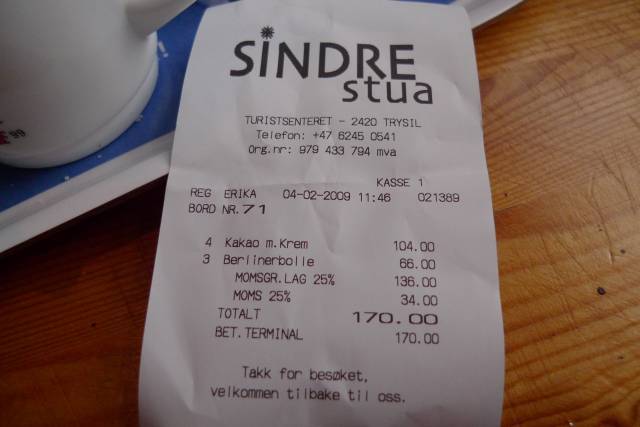 SINDRE
stua
TURISTSENTERET - 2420 TRYSIL
Telefon: +47 6245 0541
Org.nr: 979 433 794 mva
KASSE 1
REG ERIKA 04-02-2009 11:46 021389
BORD NR. 71
4 Kakao m.Krem 104.00
3 Berlinerbolle 66.00
MOMSGR.LAG 25% 136.00
MOMS 25% 34.00
TOTALT 170.00
BET.TERMINAL 170.00
Takk for besøket,
velkommen tilbake til oss.